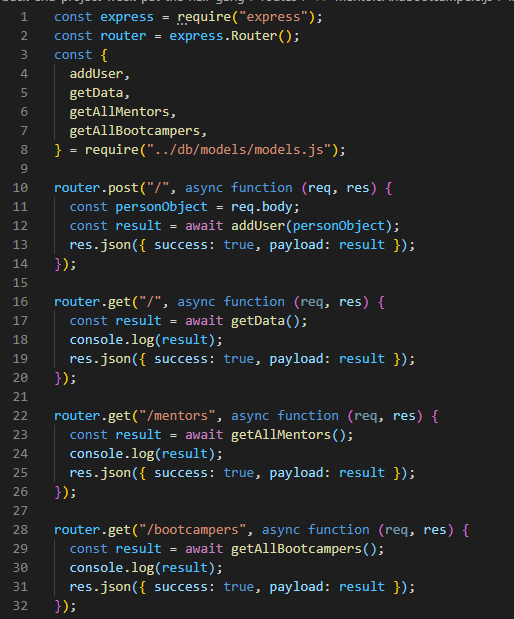 1 const express = require("express");
2 const router = express.Router();
3 const {
4   addUser,
5   getData,
6   getAllMentors,
7   getAllBootcampers,
8 } = require("../db/models/models.js");
9
10 router.post("/", async function (req, res) {
11   const personObject = req.body;
12   const result = await addUser(personObject);
13   res.json({ success: true, payload: result });
14 });
15
16 router.get("/", async function (req, res) {
17   const result = await getData();
18   console.log(result);
19   res.json({ success: true, payload: result });
20 });
21
22 router.get("/mentors", async function (req, res) {
23   const result = await getAllMentors();
24   console.log(result);
25   res.json({ success: true, payload: result });
26 });
27
28 router.get("/bootcampers", async function (req, res) {
29   const result = await getAllBootcampers();
30   console.log(result);
31   res.json({ success: true, payload: result });
32 });